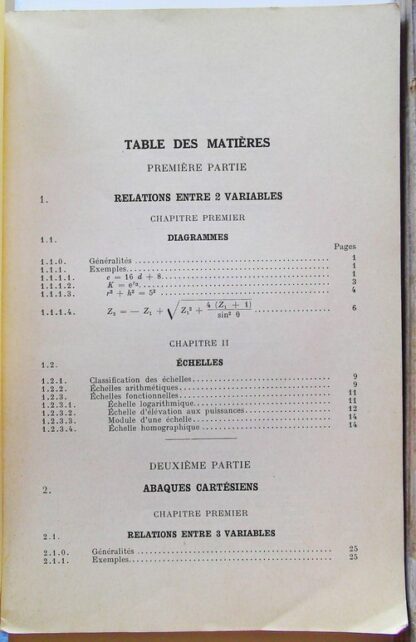 TABLE DES MATIÈRES
PREMIÈRE PARTIE
1. RELATIONS ENTRE 2 VARIABLES
CHAPITRE PREMIER
1.1. DIAGRAMMES
Pages
1.1.0. Généralités 1
1.1.1. Exemples 1
1.1.1.1. c = 16 d + 8 1
1.1.1.2. 3
1.1.1.3. r² + h² = 5² 4
1.1.1.4. Z₂ = — Z₁ + √(Z₁² + 4 (Z₁ + 1) / sin² θ) 6
CHAPITRE II
1.2. ÉCHELLES
1.2.1. Classification des échelles 9
1.2.2. Échelles arithmétiques 9
1.2.3. Échelles fonctionnelles 11
1.2.3.1. Échelle logarithmique 11
1.2.3.2. Échelle d'élévation aux puissances 12
1.2.3.3. Module d'une échelle 14
1.2.3.4. Échelle homographique 14
DEUXIÈME PARTIE
2. ABAQUES CARTÉSIENS
CHAPITRE PREMIER
2.1. RELATIONS ENTRE 3 VARIABLES
2.1.0. Généralités 25
2.1.1. Exemples 25